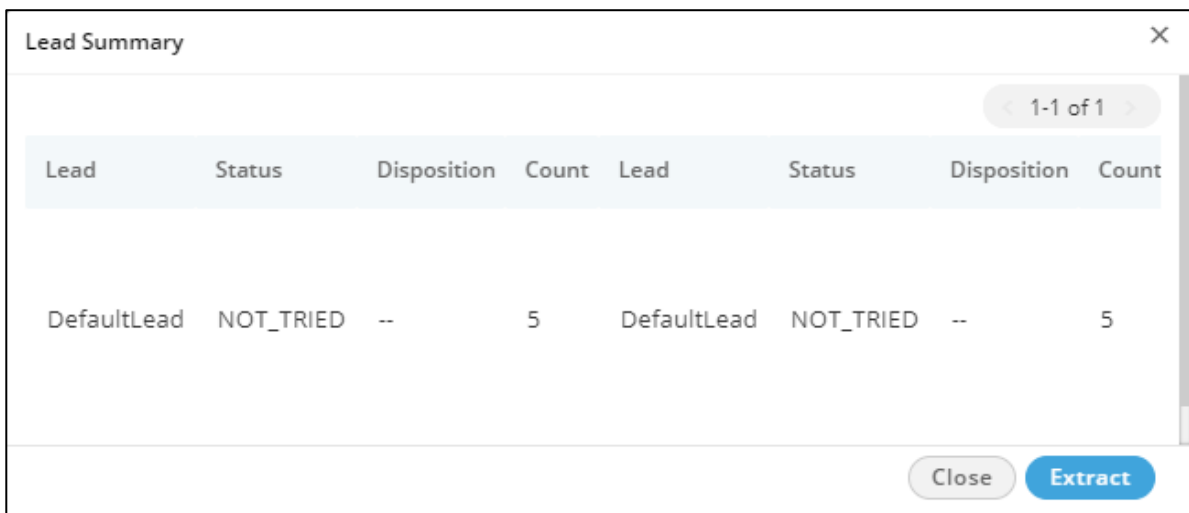 Lead Summary ×
< 1-1 of 1 >
Lead Status Disposition Count Lead Status Disposition Count
DefaultLead NOT_TRIED -- 5 DefaultLead NOT_TRIED -- 5
Close Extract